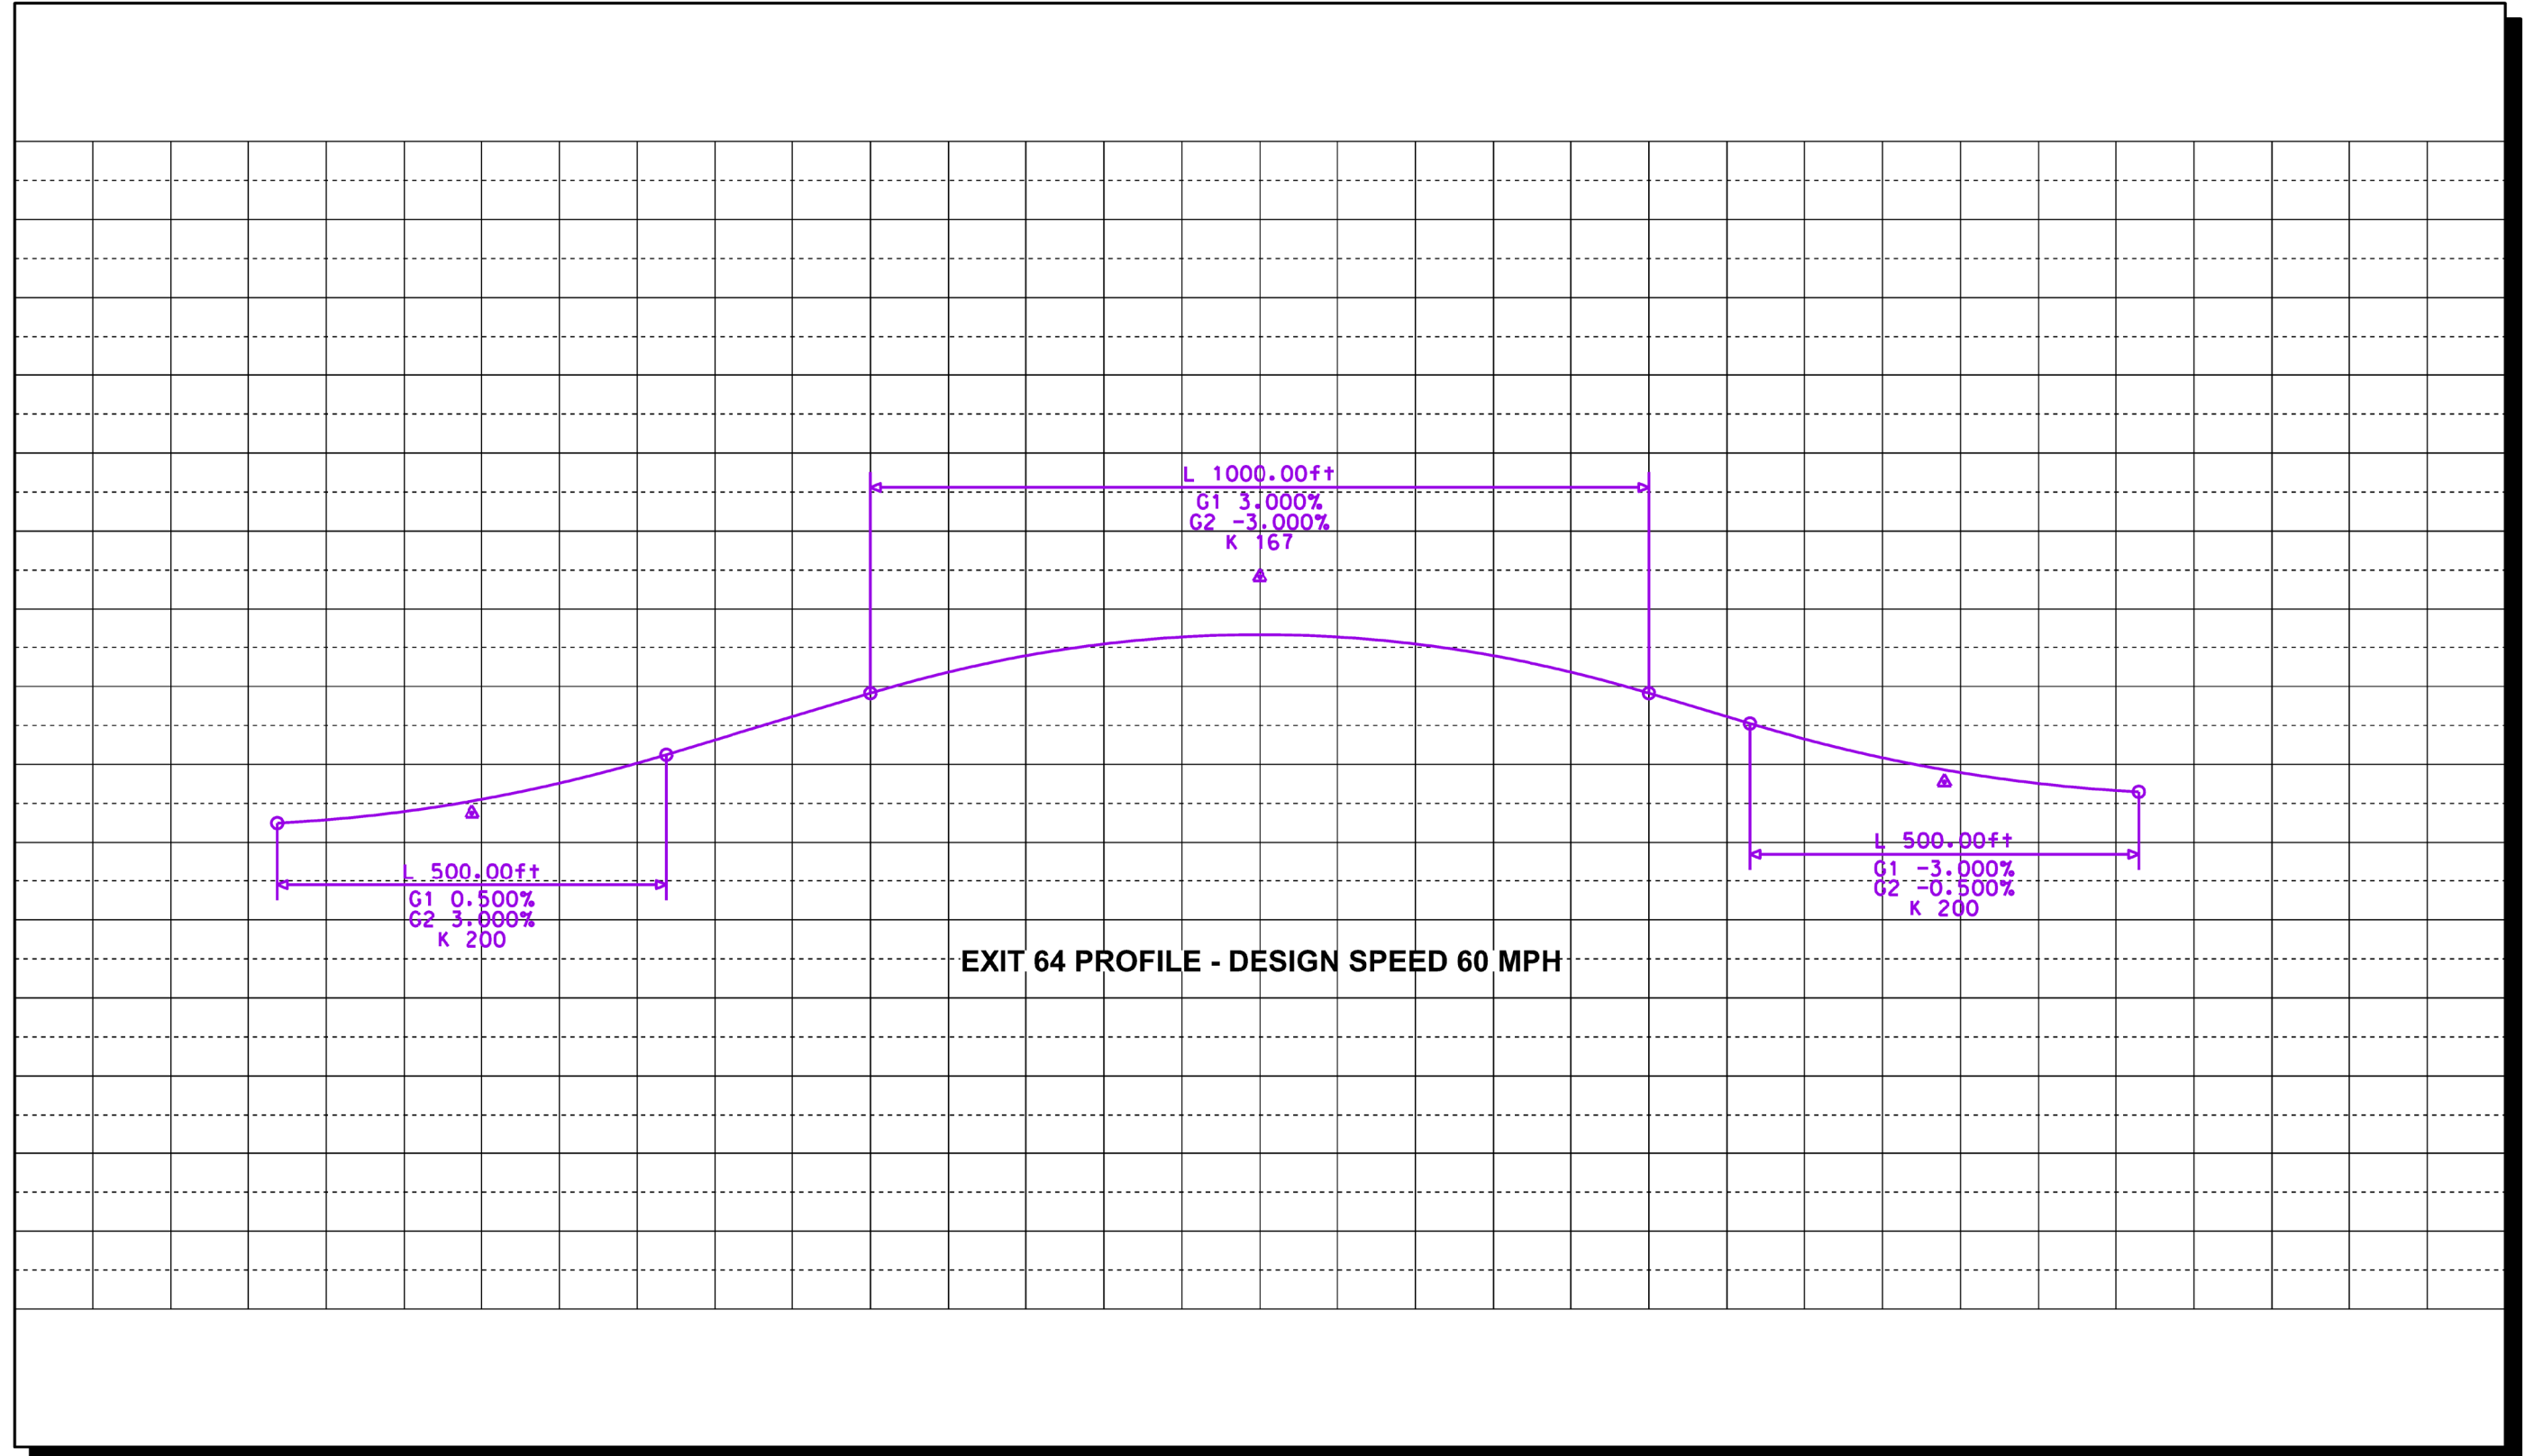 L 1000.00ft
G1 3.000%
G2 -3.000%
K 167
L 500.00ft
G1 0.500%
G2 3.000%
K 200
L 500.00ft
G1 -3.000%
G2 -0.500%
K 200
EXIT 64 PROFILE - DESIGN SPEED 60 MPH